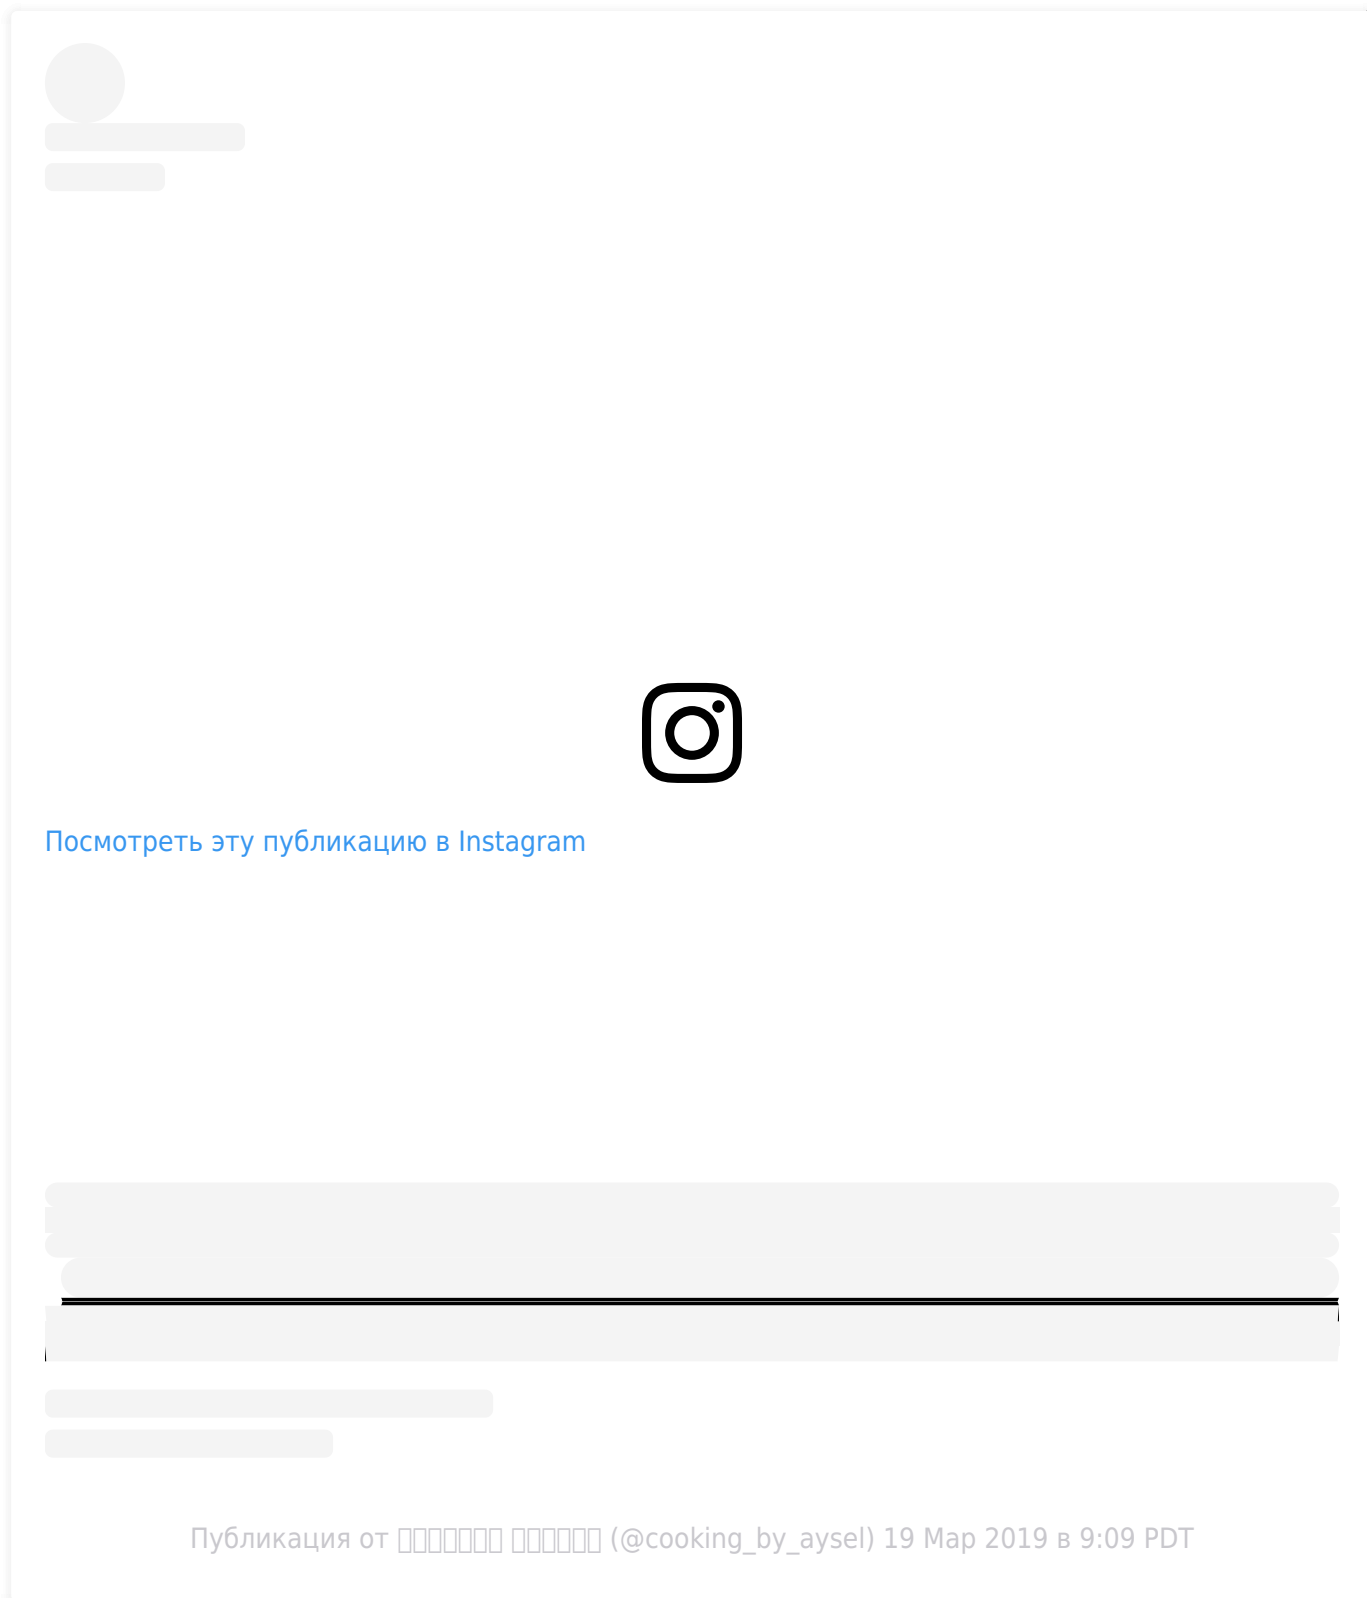 Посмотреть эту публикацию в Instagram
Публикация от (@cooking_by_aysel) 19 Мар 2019 в 9:09 PDT